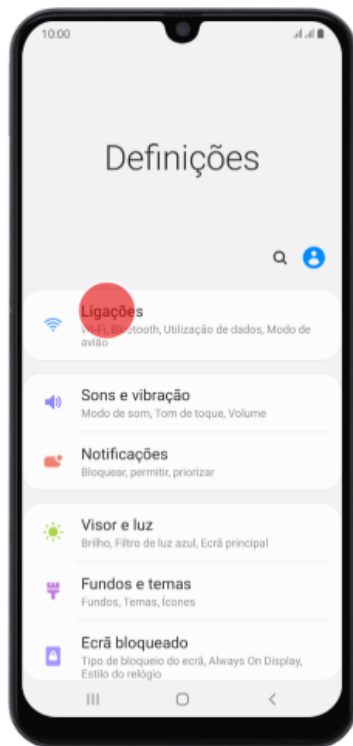 10:00
Definições
Ligações
Wi-Fi, Bluetooth, Utilização de dados, Modo de
avião
Sons e vibração
Modo de som, Tom de toque, Volume
Notificações
Bloquear, permitir, priorizar
Visor e luz
Brilho, Filtro de luz azul, Ecrã principal
Fundos e temas
Fundos, Temas, Ícones
Ecrã bloqueado
Tipo de bloqueio do ecrã, Always On Display,
Estilo do relógio